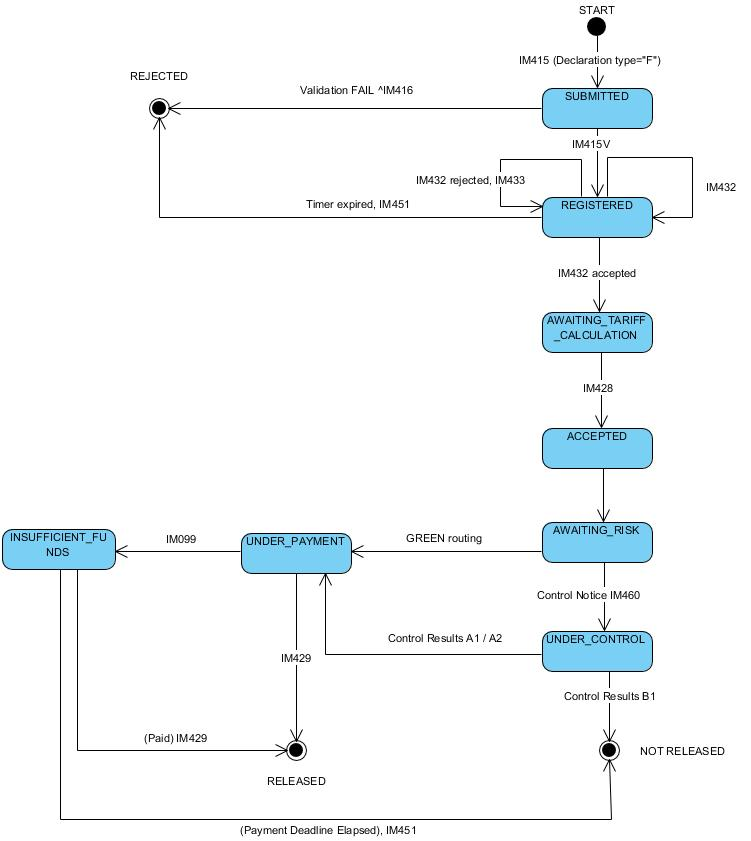 START
IM415 (Declaration type="F")
REJECTED
Validation FAIL ^IM416
SUBMITTED
IM415V
IM432 rejected, IM433
IM432
Timer expired, IM451
REGISTERED
IM432 accepted
AWAITING_TARIFF
_CALCULATION
IM428
ACCEPTED
INSUFFICIENT_FU
NDS
IM099
UNDER_PAYMENT
GREEN routing
AWAITING_RISK
Control Notice IM460
Control Results A1 / A2
UNDER_CONTROL
IM429
Control Results B1
(Paid) IM429
RELEASED
NOT RELEASED
(Payment Deadline Elapsed), IM451